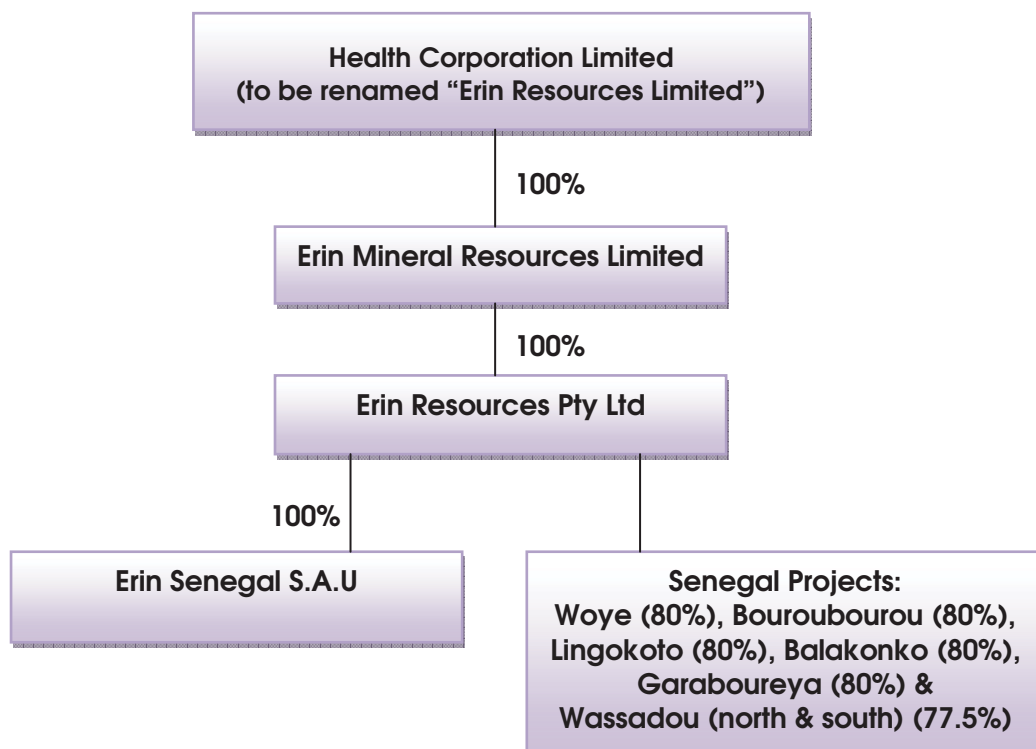 Health Corporation Limited
(to be renamed “Erin Resources Limited”)
100%
Erin Mineral Resources Limited
100%
Erin Resources Pty Ltd
100%
Erin Senegal S.A.U
Senegal Projects:
Woye (80%), Bouroubourou (80%),
Lingokoto (80%), Balakonko (80%),
Garaboureya (80%) &
Wassadou (north & south) (77.5%)